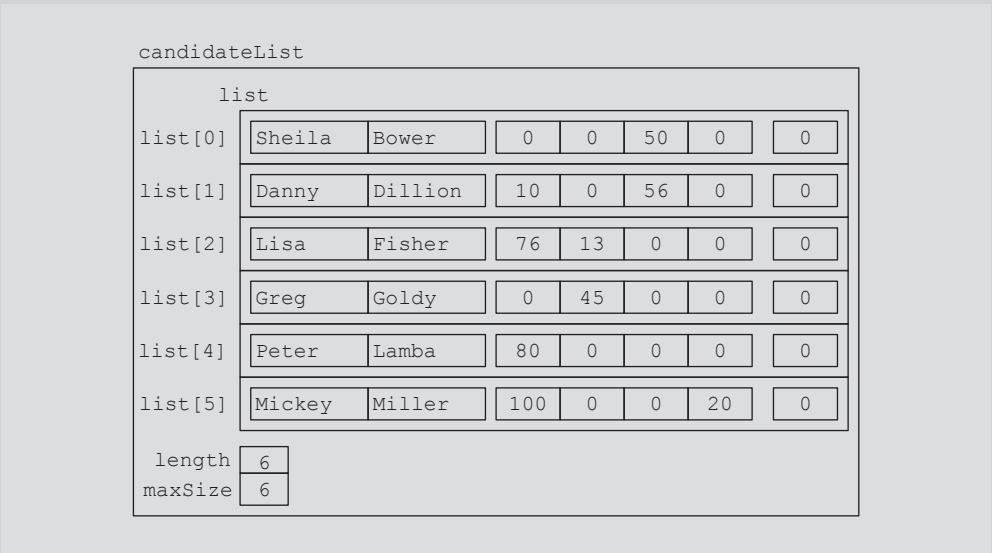 candidateList
list
list[0] Sheila Bower 0 0 50 0 0
list[1] Danny Dillion 10 0 56 0 0
list[2] Lisa Fisher 76 13 0 0 0
list[3] Greg Goldy 0 45 0 0 0
list[4] Peter Lamba 80 0 0 0 0
list[5] Mickey Miller 100 0 0 20 0
length 6
maxSize 6